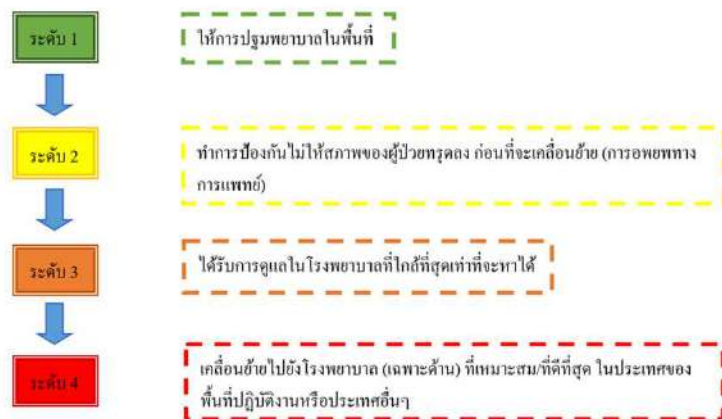 ระดับ 1
ให้การปฐมพยาบาลในพื้นที่
ระดับ 2
ทำการป้องกันไม่ให้สภาพของผู้ป่วยทรุดลง ก่อนที่จะเคลื่อนย้าย (การอพยพทาง
การแพทย์)
ระดับ 3
ได้รับการดูแลในโรงพยาบาลที่ใกล้ที่สุดเท่าที่จะหาได้
ระดับ 4
เคลื่อนย้ายไปยังโรงพยาบาล (เฉพาะด้าน) ที่เหมาะสม/ที่ดีที่สุด ในประเทศของ
พื้นที่ปฏิบัติงานหรือประเทศอื่นๆ